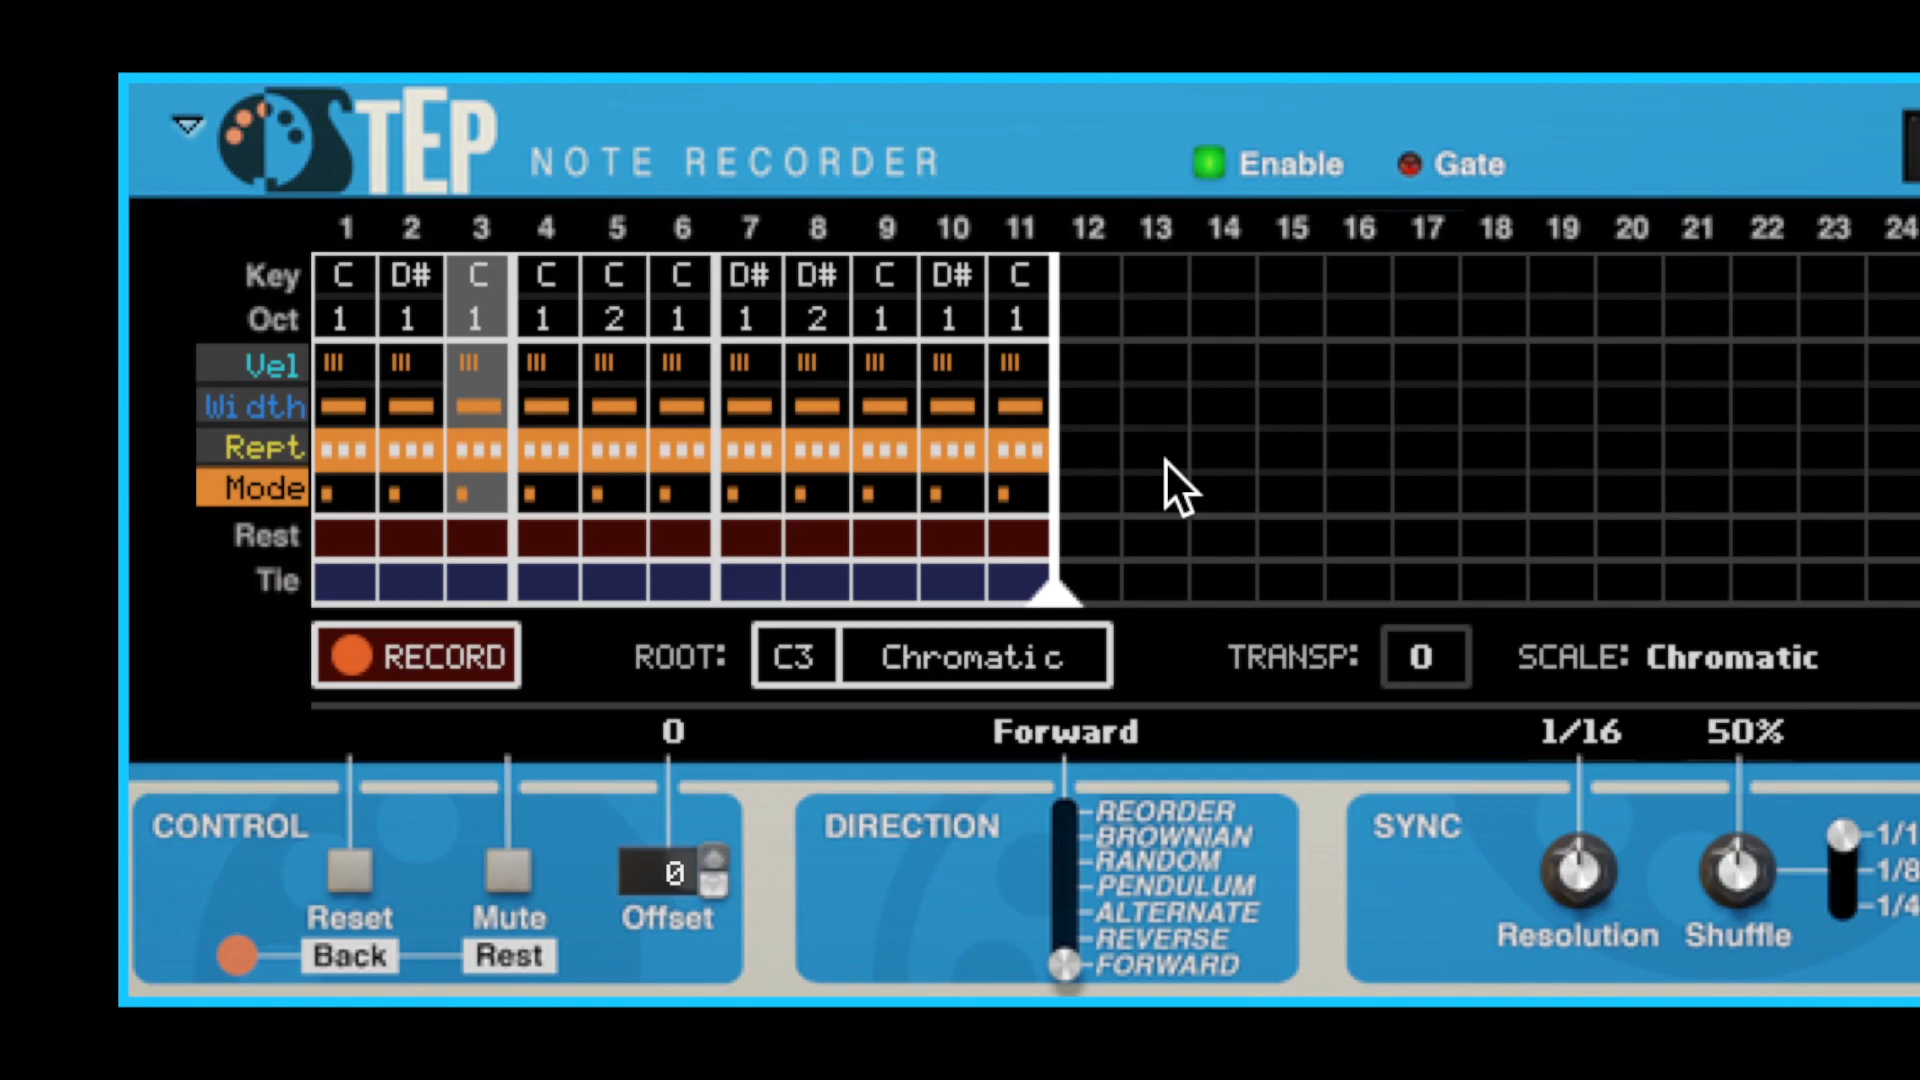 STEP NOTE RECORDER Enable Gate
1 2 3 4 5 6 7 8 9 10 11 12 13 14 15 16 17 18 19 20 21 22 23 24
Key C D# C C C C D# D# C D# C
Oct 1 1 1 1 2 1 1 2 1 1 1
Vel
Width
Rept
Mode
Rest
Tie
RECORD ROOT: C3 Chromatic TRANSP: 0 SCALE: Chromatic
0 Forward 1/16 50%
CONTROL
0
Reset Mute Offset
Back Rest
DIRECTION
REORDER
BROWNIAN
RANDOM
PENDULUM
ALTERNATE
REVERSE
FORWARD
SYNC
Resolution Shuffle
1/8
1/4